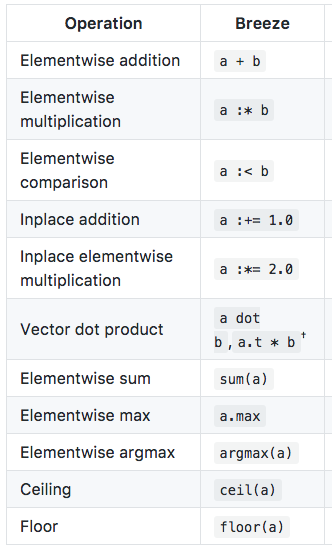 Operation Breeze
Elementwise addition a + b
Elementwise
multiplication a :* b
Elementwise
comparison a :< b
Inplace addition a :+= 1.0
Inplace elementwise
multiplication a :*= 2.0
Vector dot product a dot
b , a.t * b †
Elementwise sum sum(a)
Elementwise max a.max
Elementwise argmax argmax(a)
Ceiling ceil(a)
Floor floor(a)